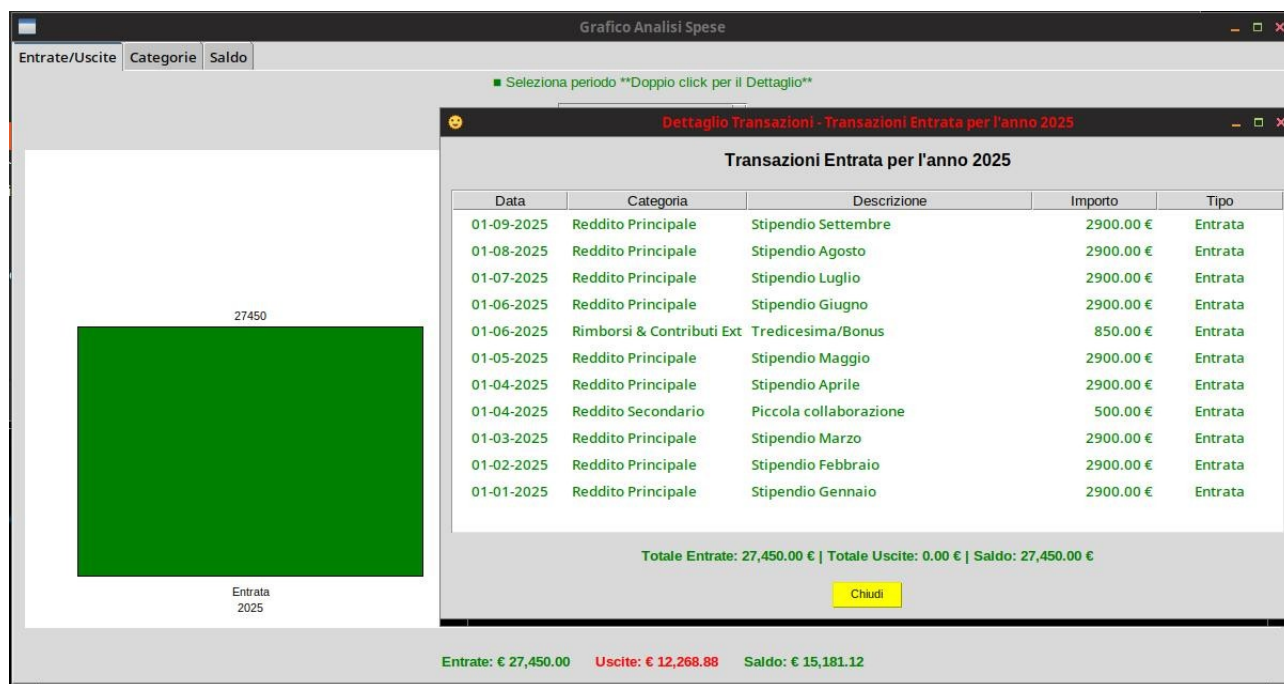 Grafico Analisi Spese
Entrate/Uscite Categorie Saldo
■ Seleziona periodo **Doppio click per il Dettaglio**
Dettaglio Transazioni - Transazioni Entrata per l'anno 2025
Transazioni Entrata per l'anno 2025
Data Categoria Descrizione Importo Tipo
01-09-2025 Reddito Principale Stipendio Settembre 2900.00 € Entrata
01-08-2025 Reddito Principale Stipendio Agosto 2900.00 € Entrata
01-07-2025 Reddito Principale Stipendio Luglio 2900.00 € Entrata
01-06-2025 Reddito Principale Stipendio Giugno 2900.00 € Entrata
01-06-2025 Rimborsi & Contributi Ext Tredicesima/Bonus 850.00 € Entrata
01-05-2025 Reddito Principale Stipendio Maggio 2900.00 € Entrata
01-04-2025 Reddito Principale Stipendio Aprile 2900.00 € Entrata
01-04-2025 Reddito Secondario Piccola collaborazione 500.00 € Entrata
01-03-2025 Reddito Principale Stipendio Marzo 2900.00 € Entrata
01-02-2025 Reddito Principale Stipendio Febbraio 2900.00 € Entrata
01-01-2025 Reddito Principale Stipendio Gennaio 2900.00 € Entrata
Totale Entrate: 27,450.00 € | Totale Uscite: 0.00 € | Saldo: 27,450.00 €
Chiudi
27450
Entrata
2025
Entrate: € 27,450.00 Uscite: € 12,268.88 Saldo: € 15,181.12